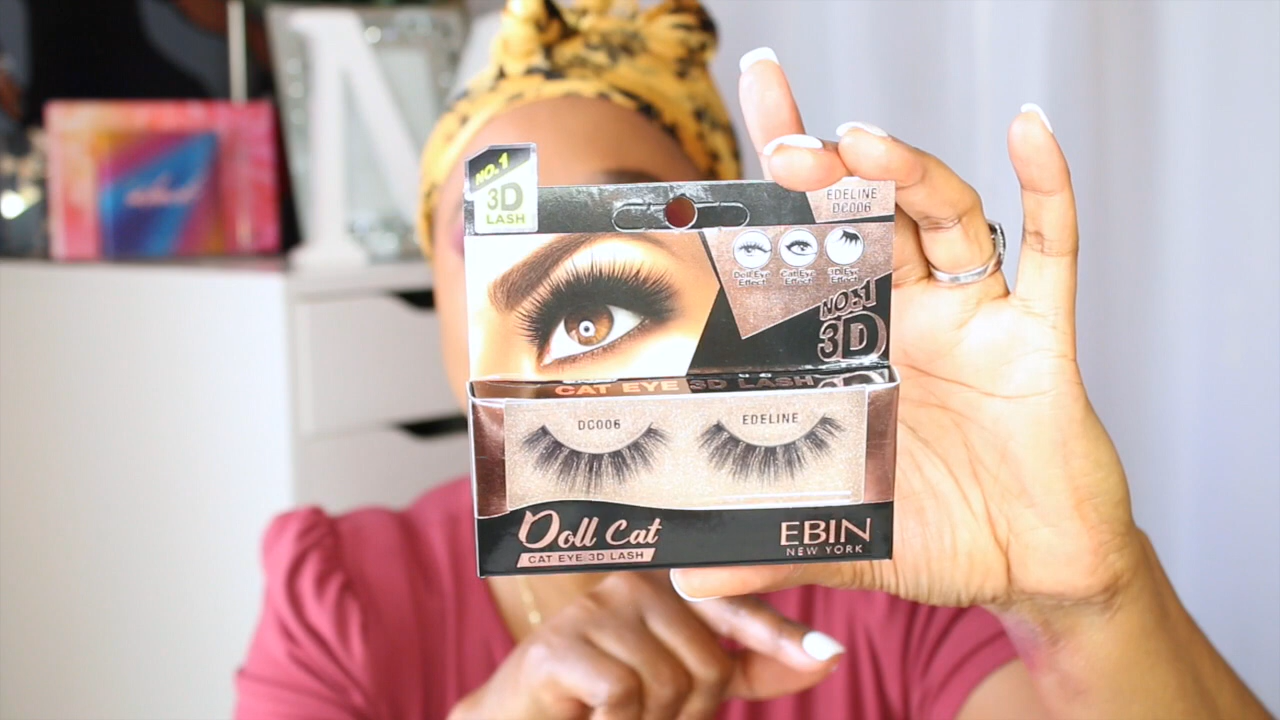 NO.1
3D
LASH
EDELINE
DC006
Doll Eye
Effect
Cat Eye
Effect
3D Eye
Effect
NO.1
3D
CAT EYE 3D LASH
DC006
EDELINE
Doll Cat
CAT EYE 3D LASH
EBIN
NEW YORK
N